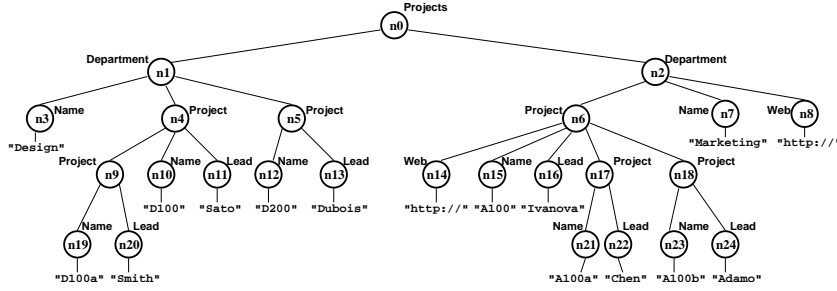 Projects
n0
Department Department
n1 n2
Name Project Project Project Name Web
n3 n4 n5 n6 n7 n8
"Design" "Marketing" "http://"
Project Name Lead Name Lead Web Name Lead Project Project
n9 n10 n11 n12 n13 n14 n15 n16 n17 n18
"D100" "Sato" "D200" "Dubois" "http://" "A100" "Ivanova"
Name Lead Name Lead Name Lead
n19 n20 n21 n22 n23 n24
"D100a" "Smith" "A100a" "Chen" "A100b" "Adamo"